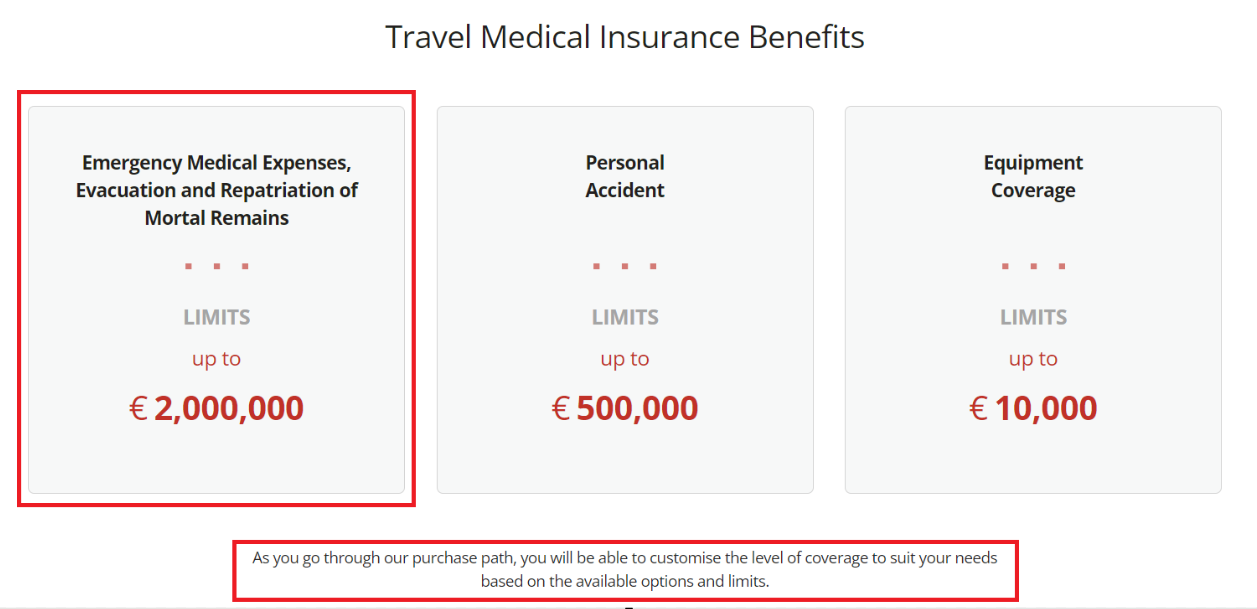 Travel Medical Insurance Benefits
Emergency Medical Expenses,
Evacuation and Repatriation of
Mortal Remains
LIMITS
up to
€ 2,000,000
Personal
Accident
LIMITS
up to
€ 500,000
Equipment
Coverage
LIMITS
up to
€ 10,000
As you go through our purchase path, you will be able to customise the level of coverage to suit your needs
based on the available options and limits.